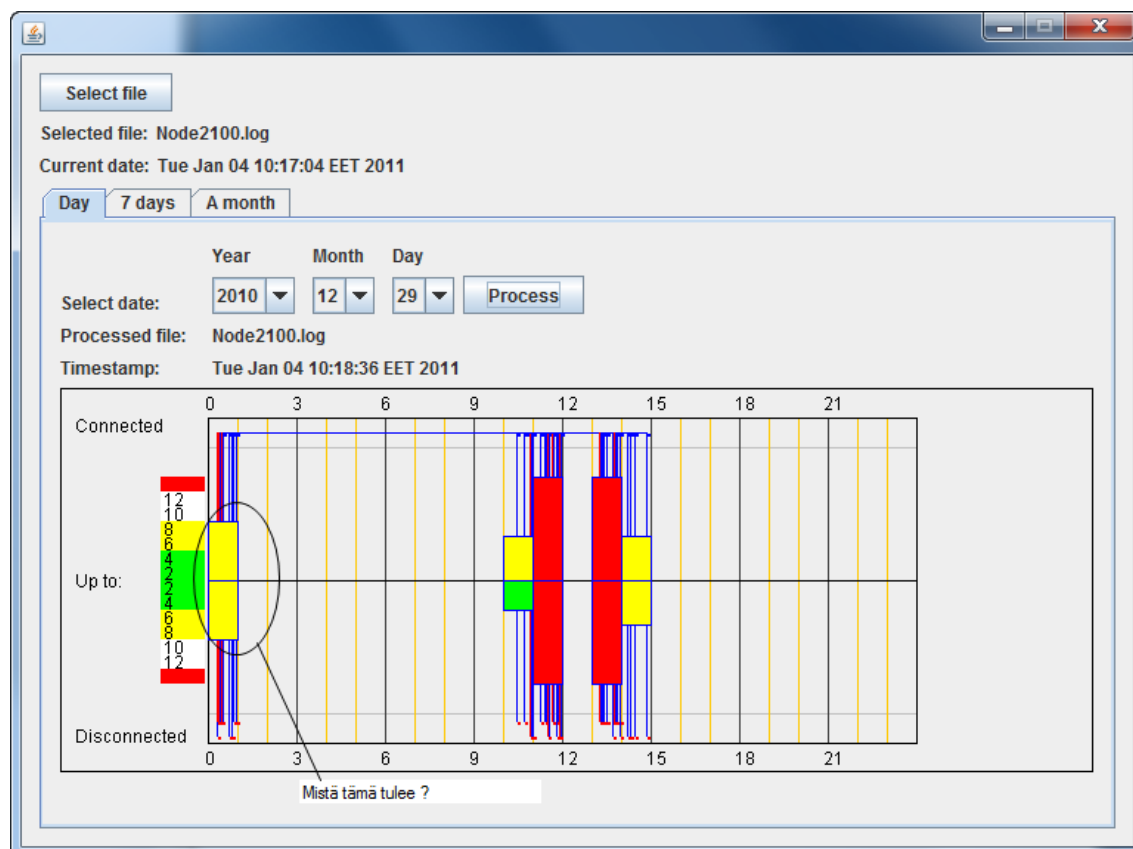 Select file
Selected file: Node2100.log
Current date: Tue Jan 04 10:17:04 EET 2011
Day 7 days A month
Year Month Day
Select date: 2010 12 29 Process
Processed file: Node2100.log
Timestamp: Tue Jan 04 10:18:36 EET 2011
0 3 6 9 12 15 18 21
Connected
12
10
8
6
4
2
Up to:
2
4
6
8
10
12
Disconnected
0 3 6 9 12 15 18 21
Mistä tämä tulee ?